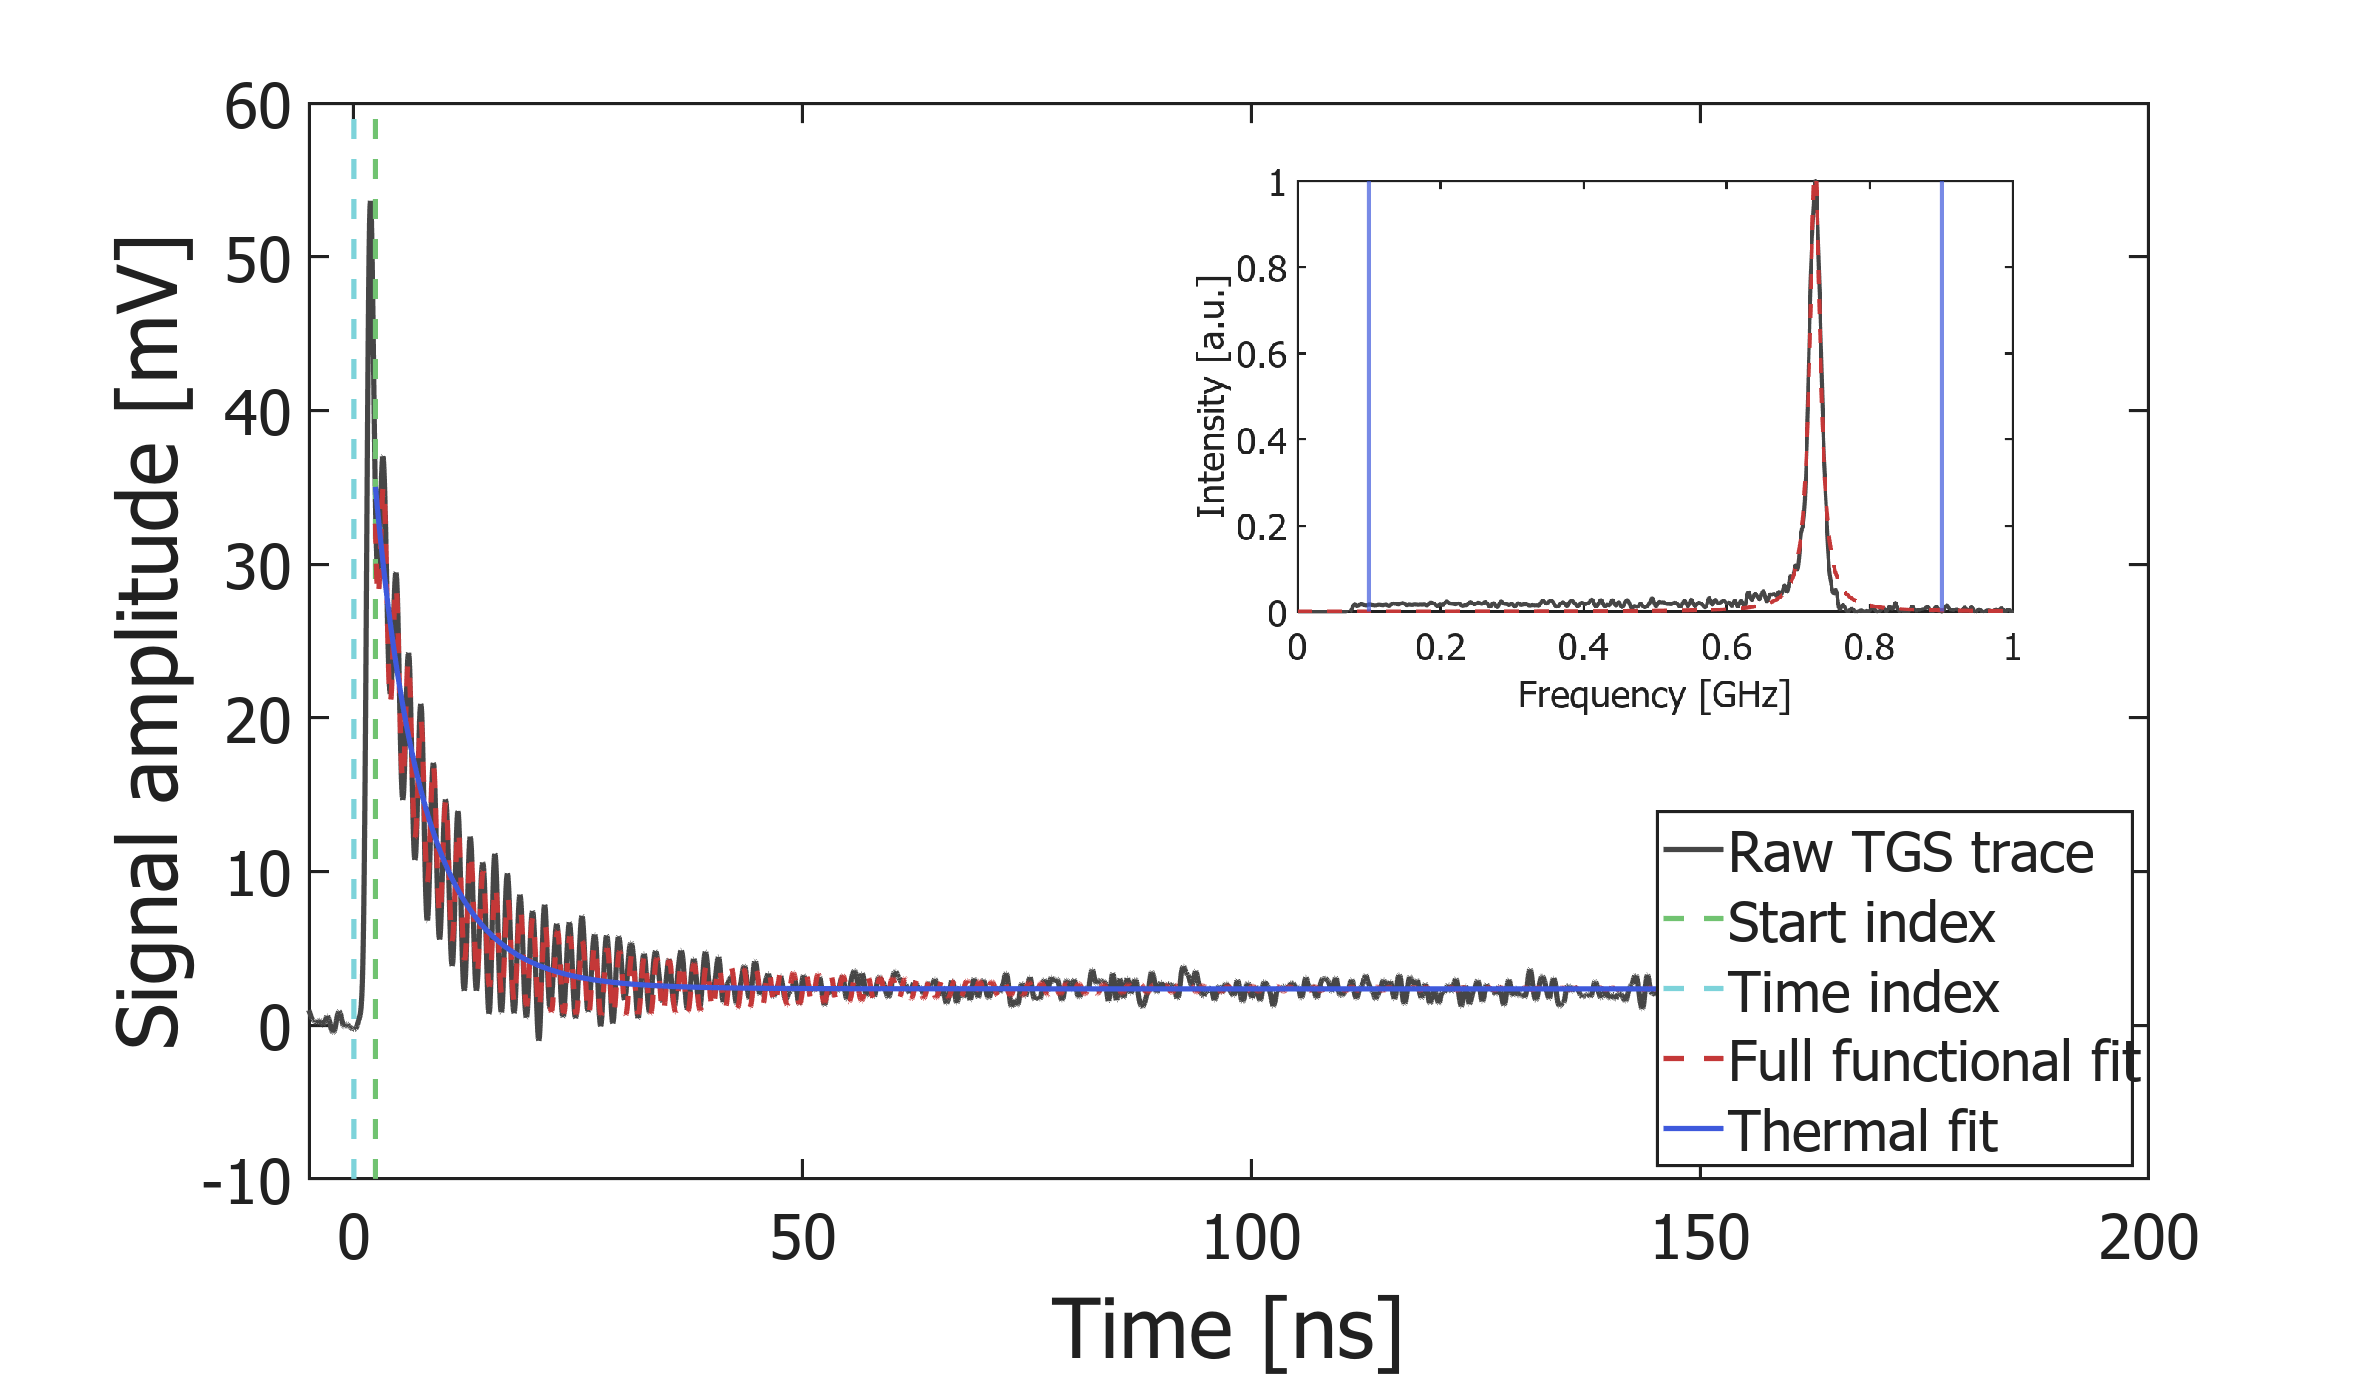 60
50
40
30
20
10
0
-10
Signal amplitude [mV]
0
50
100
150
200
Time [ns]
1
0.8
0.6
0.4
0.2
0
Intensity [a.u.]
0
0.2
0.4
0.6
0.8
1
Frequency [GHz]
Raw TGS trace
Start index
Time index
Full functional fit
Thermal fit